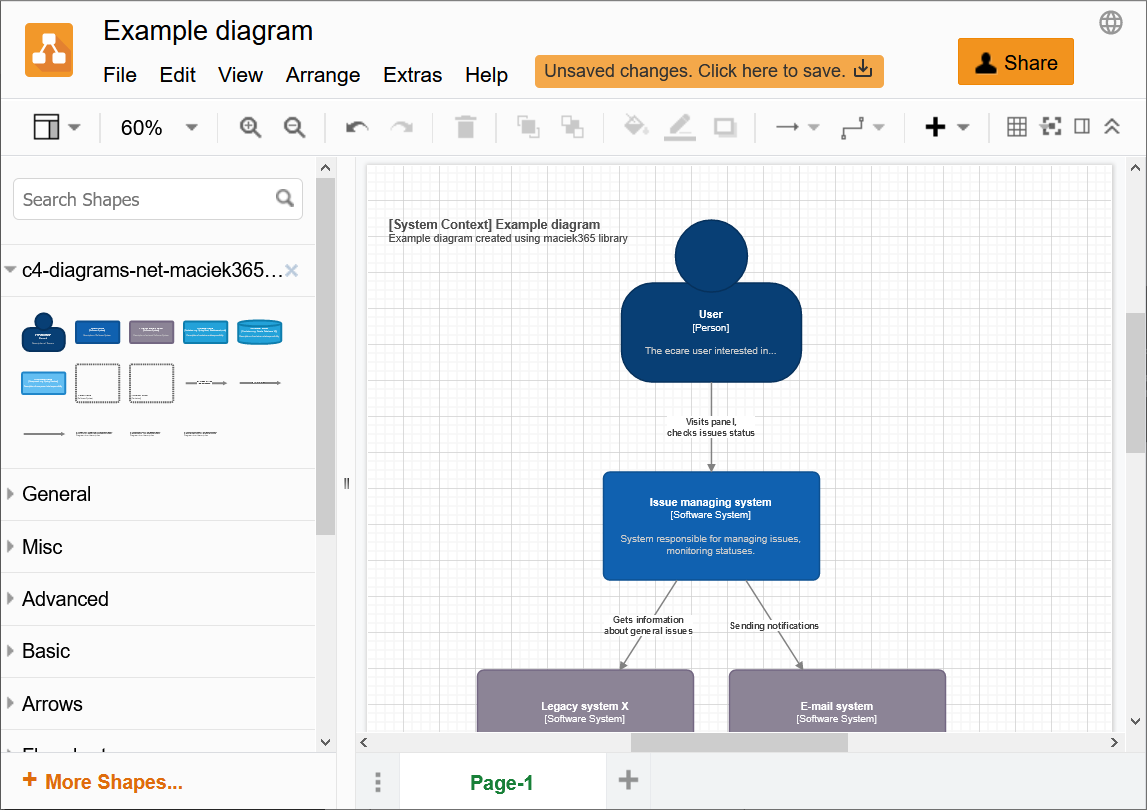 Example diagram
File Edit View Arrange Extras Help
Unsaved changes. Click here to save.
Share
60%
Search Shapes
c4-diagrams-net-maciek365...
General
Misc
Advanced
Basic
Arrows
+ More Shapes...
[System Context] Example diagram
Example diagram created using maciek365 library
User
[Person]
The ecare user interested in...
Visits panel,
checks issues status
Issue managing system
[Software System]
System responsible for managing issues,
monitoring statuses.
Gets information
about general issues
Sending notifications
Legacy system X
[Software System]
E-mail system
[Software System]
Page-1